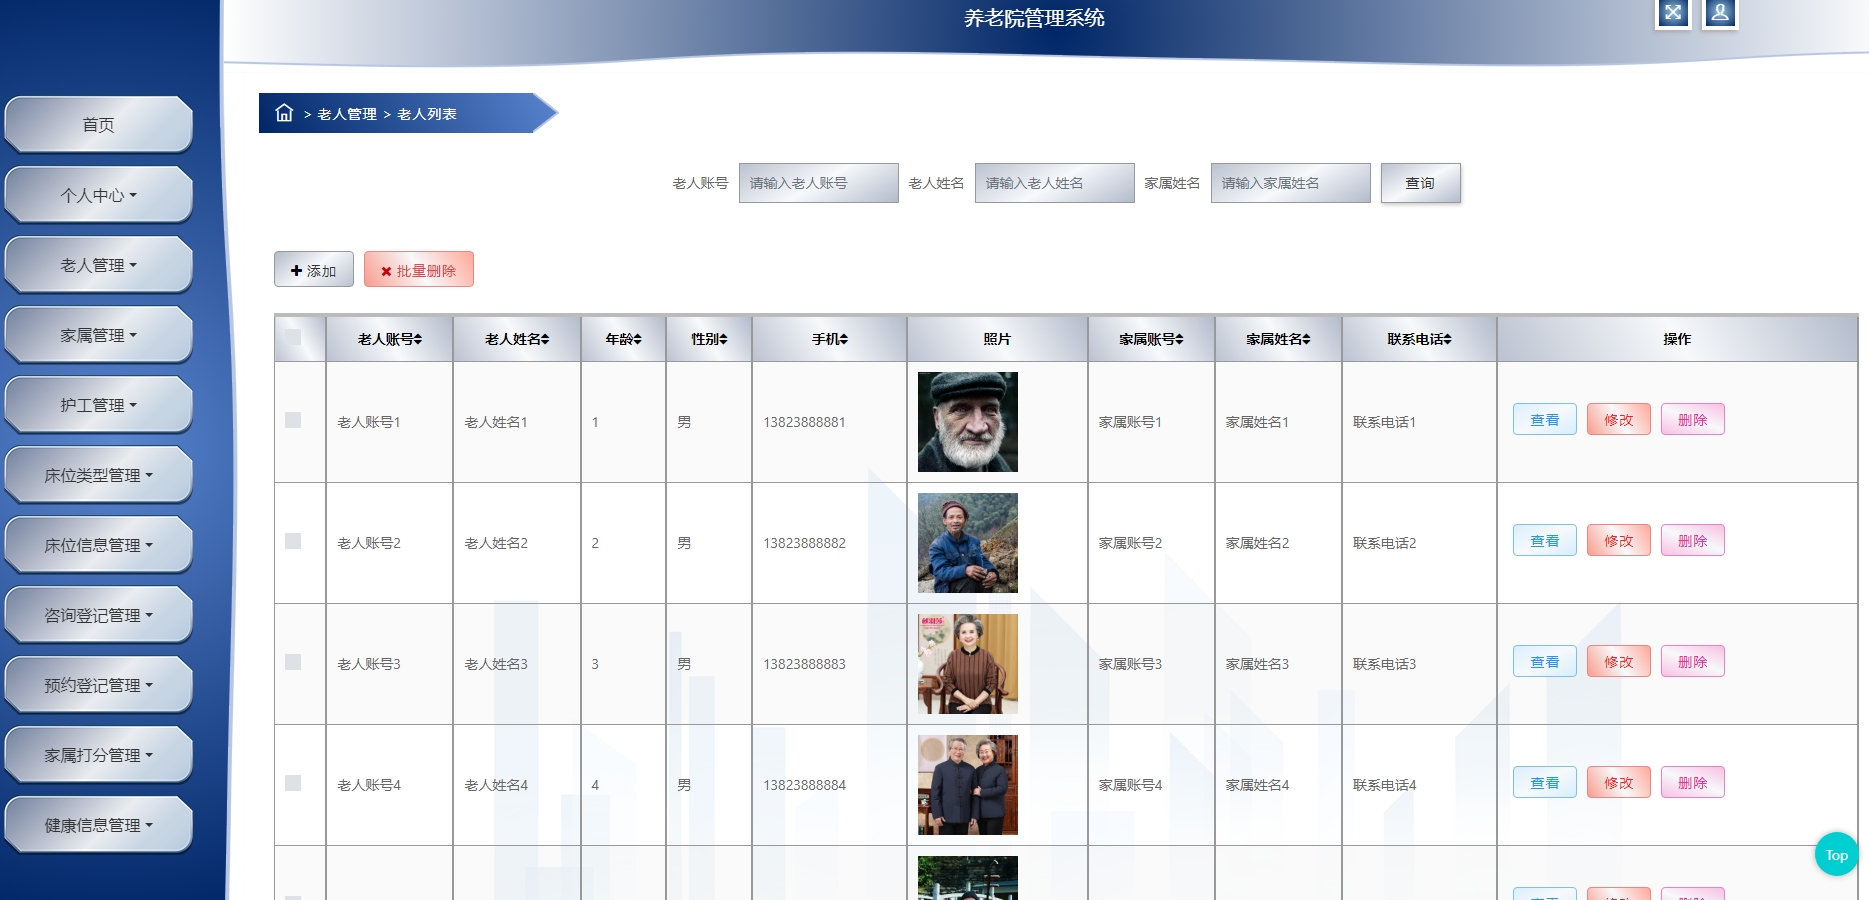 养老院管理系统
首页
个人中心
老人管理
家属管理
护工管理
床位类型管理
床位信息管理
咨询登记管理
预约登记管理
家属打分管理
健康信息管理
> 老人管理 > 老人列表
老人账号 请输入老人账号 老人姓名 请输入老人姓名 家属姓名 请输入家属姓名 查询
添加 批量删除
老人账号 老人姓名 年龄 性别 手机 照片 家属账号 家属姓名 联系电话 操作
老人账号1 老人姓名1 1 男 13823888881 家属账号1 家属姓名1 联系电话1 查看 修改 删除
老人账号2 老人姓名2 2 男 13823888882 家属账号2 家属姓名2 联系电话2 查看 修改 删除
老人账号3 老人姓名3 3 男 13823888883 家属账号3 家属姓名3 联系电话3 查看 修改 删除
老人账号4 老人姓名4 4 男 13823888884 家属账号4 家属姓名4 联系电话4 查看 修改 删除
Top